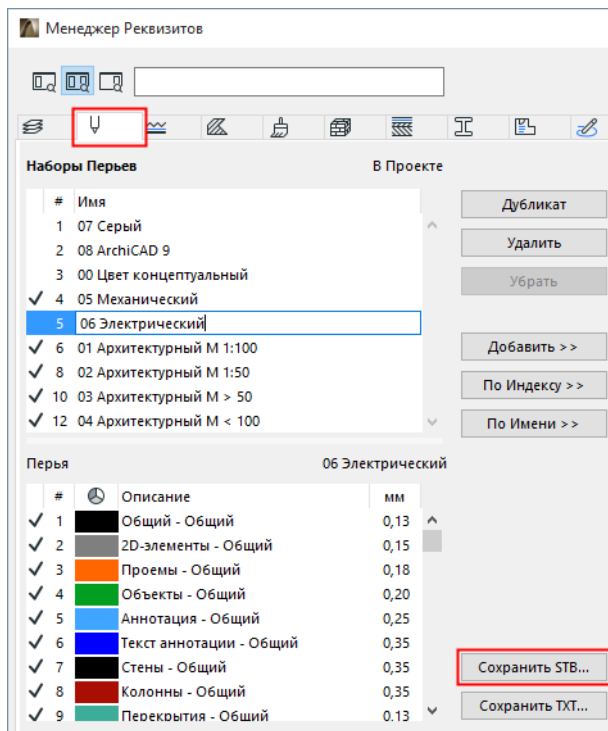 Менеджер Реквизитов
Наборы Перьев В Проекте
# Имя
1 07 Серый
2 08 ArchiCAD 9
3 00 Цвет концептуальный
4 05 Механический
5 06 Электрический
6 01 Архитектурный М 1:100
8 02 Архитектурный М 1:50
10 03 Архитектурный М > 50
12 04 Архитектурный М < 100
Дубликат
Удалить
Убрать
Добавить >>
По Индексу >>
По Имени >>
Перья 06 Электрический
# Описание мм
1 Общий - Общий 0,13
2 2D-элементы - Общий 0,15
3 Проемы - Общий 0,18
4 Объекты - Общий 0,20
5 Аннотация - Общий 0,25
6 Текст аннотации - Общий 0,35
7 Стены - Общий 0,35
8 Колонны - Общий 0,35
9 Перекрытия - Общий 0,13
Сохранить STB...
Сохранить TXT...